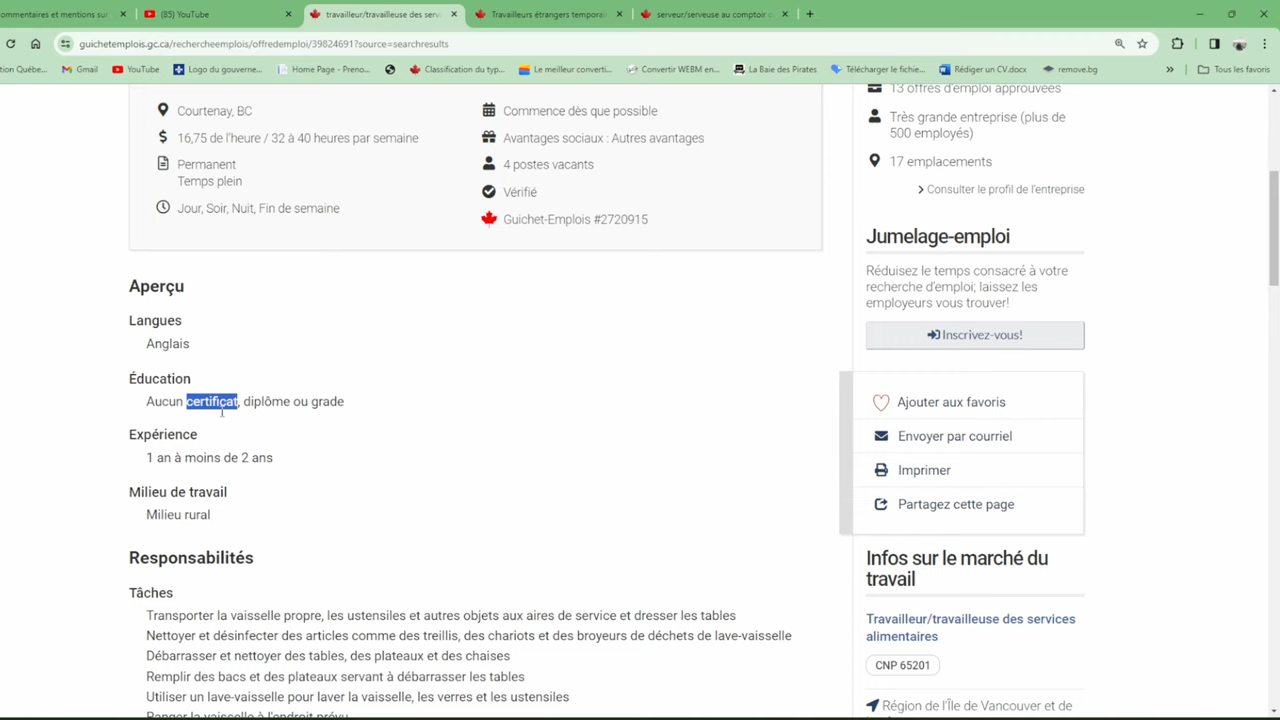 ommentaires et mentions su
(85) YouTube
travailleur/travailleuse des servi
Travailleurs étrangers temporai
serveur/serveuse au comptoir d
guichetemplois.gc.ca/rechercheemplois/offredemploi/39824691?source=searchresults
tion Québe...
Gmail
YouTube
Logo du gouverne...
Home Page - Preno...
Classification du typ...
Le meilleur converti...
Convertir WEBM en...
La Baie des Pirates
Télécharger le fichie...
Rédiger un CV.docx
remove.bg
Tous les favoris
Courtenay, BC
16,75 de l'heure / 32 à 40 heures par semaine
Permanent
Temps plein
Jour, Soir, Nuit, Fin de semaine
Commence dès que possible
Avantages sociaux : Autres avantages
4 postes vacants
Vérifié
Guichet-Emplois #2720915
Aperçu
Langues
Anglais
Éducation
Aucun certificat, diplôme ou grade
Expérience
1 an à moins de 2 ans
Milieu de travail
Milieu rural
Responsabilités
Tâches
Transporter la vaisselle propre, les ustensiles et autres objets aux aires de service et dresser les tables
Nettoyer et désinfecter des articles comme des treillis, des chariots et des broyeurs de déchets de lave-vaisselle
Débarrasser et nettoyer des tables, des plateaux et des chaises
Remplir des bacs et des plateaux servant à débarrasser les tables
Utiliser un lave-vaisselle pour laver la vaisselle, les verres et les ustensiles
Ranger la vaisselle à l'endroit prévu
13 offres d'emploi approuvées
Très grande entreprise (plus de
500 employés)
17 emplacements
Consulter le profil de l'entreprise
Jumelage-emploi
Réduisez le temps consacré à votre
recherche d'emploi; laissez les
employeurs vous trouver!
Inscrivez-vous!
Ajouter aux favoris
Envoyer par courriel
Imprimer
Partagez cette page
Infos sur le marché du
travail
Travailleur/travailleuse des services
alimentaires
CNP 65201
Région de l'Île de Vancouver et de